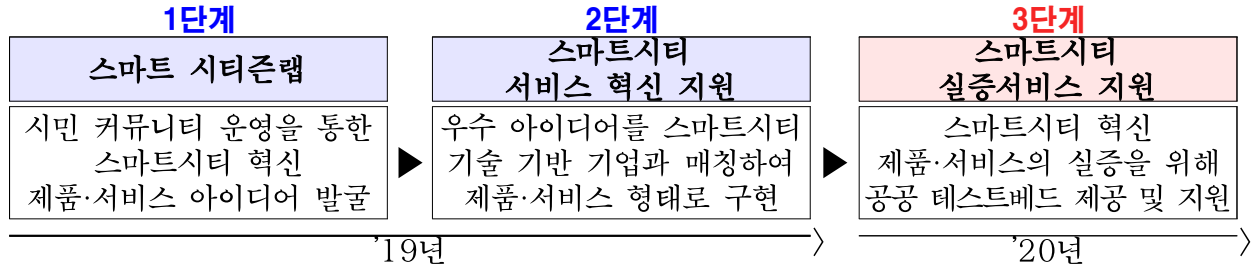 1단계
스마트 시티즌랩
시민 커뮤니티 운영을 통한
스마트시티 혁신
제품·서비스 아이디어 발굴
2단계
스마트시티
서비스 혁신 지원
우수 아이디어를 스마트시티
기술 기반 기업과 매칭하여
제품·서비스 형태로 구현
3단계
스마트시티
실증서비스 지원
스마트시티 혁신
제품·서비스의 실증을 위해
공공 테스트베드 제공 및 지원
’19년
’20년